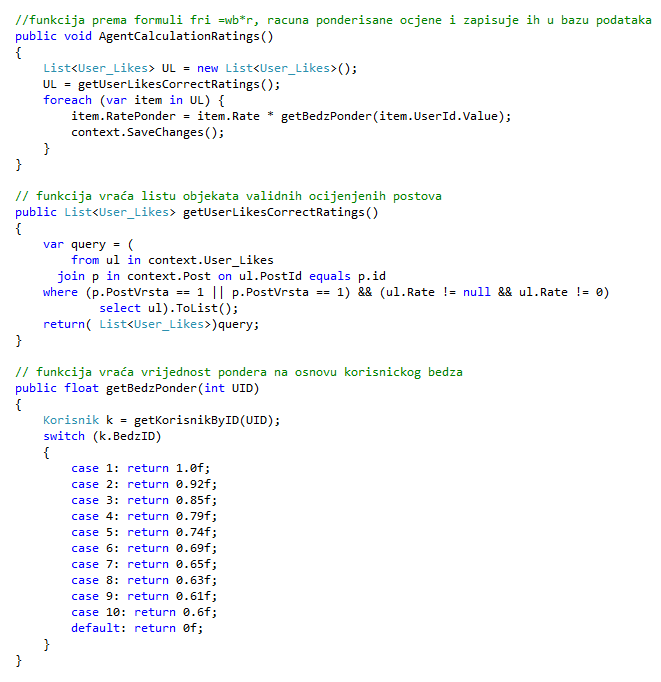 //funkcija prema formuli fri =wb*r, racuna ponderisane ocjene i zapisuje ih u bazu podataka
public void AgentCalculationRatings()
{
    List<User_Likes> UL = new List<User_Likes>();
    UL = getUserLikesCorrectRatings();
    foreach (var item in UL) {
        item.RatePonder = item.Rate * getBedzPonder(item.UserId.Value);
        context.SaveChanges();
    }
}

// funkcija vraća listu objekata validnih ocijenjenih postova
public List<User_Likes> getUserLikesCorrectRatings()
{
    var query = (
        from ul in context.User_Likes
      join p in context.Post on ul.PostId equals p.id
    where (p.PostVrsta == 1 || p.PostVrsta == 1) && (ul.Rate != null && ul.Rate != 0)
            select ul).ToList();
    return( List<User_Likes>)query;
}

// funkcija vraća vrijednost pondera na osnovu korisnickog bedza
public float getBedzPonder(int UID)
{
    Korisnik k = getKorisnikByID(UID);
    switch (k.BedzID)
    {
        case 1: return 1.0f;
        case 2: return 0.92f;
        case 3: return 0.85f;
        case 4: return 0.79f;
        case 5: return 0.74f;
        case 6: return 0.69f;
        case 7: return 0.65f;
        case 8: return 0.63f;
        case 9: return 0.61f;
        case 10: return 0.6f;
        default: return 0f;
    }
}